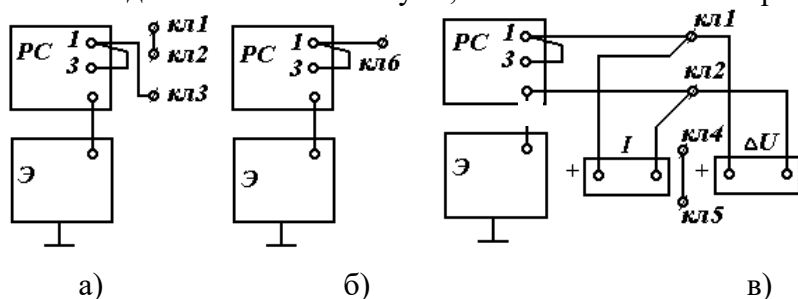 РС 1 3 кл1 кл2 кл3
Э
а)
РС 1 3 кл6
Э
б)
РС 1 3 кл1 кл2
Э + I кл4 кл5 + ΔU
в)